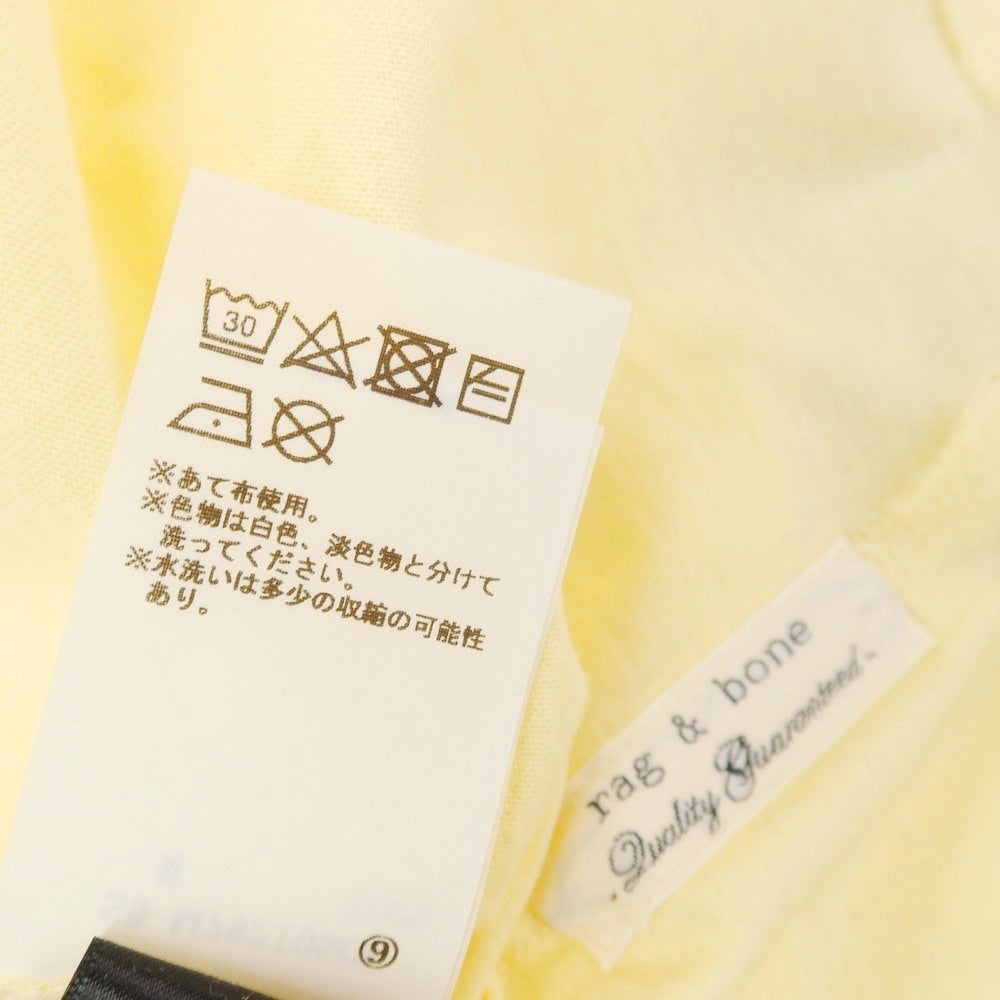 30
※あて布使用。
※色物は白色、淡色物と分けて
洗ってください。
※水洗いは多少の収縮の可能性
あり。
⑨
rag & bone
Quality Guaranteed